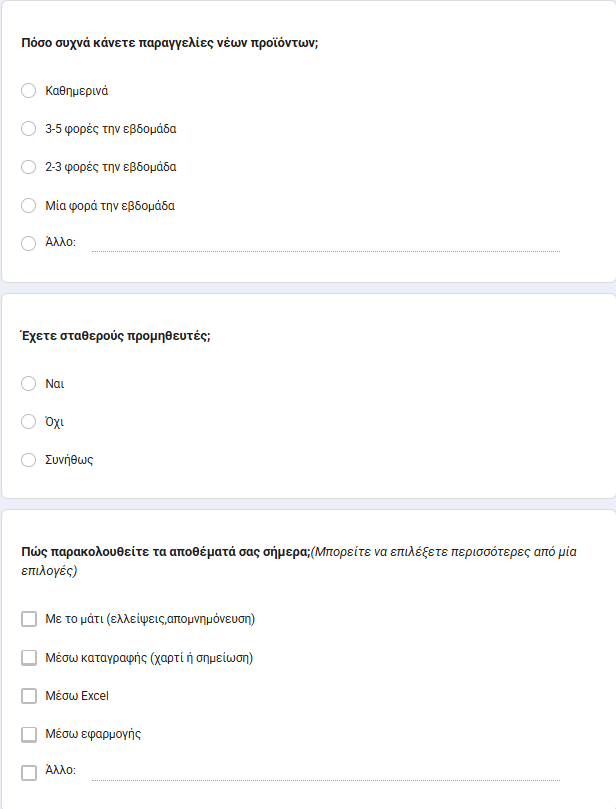 Πόσο συχνά κάνετε παραγγελίες νέων προϊόντων;
Καθημερινά
3-5 φορές την εβδομάδα
2-3 φορές την εβδομάδα
Μία φορά την εβδομάδα
Άλλο:
Έχετε σταθερούς προμηθευτές;
Ναι
Όχι
Συνήθως
Πώς παρακολουθείτε τα αποθέματά σας σήμερα;(Μπορείτε να επιλέξετε περισσότερες από μία
επιλογές)
Με το μάτι (ελλείψεις,απομνημόνευση)
Μέσω καταγραφής (χαρτί ή σημείωση)
Μέσω Excel
Μέσω εφαρμογής
Άλλο: